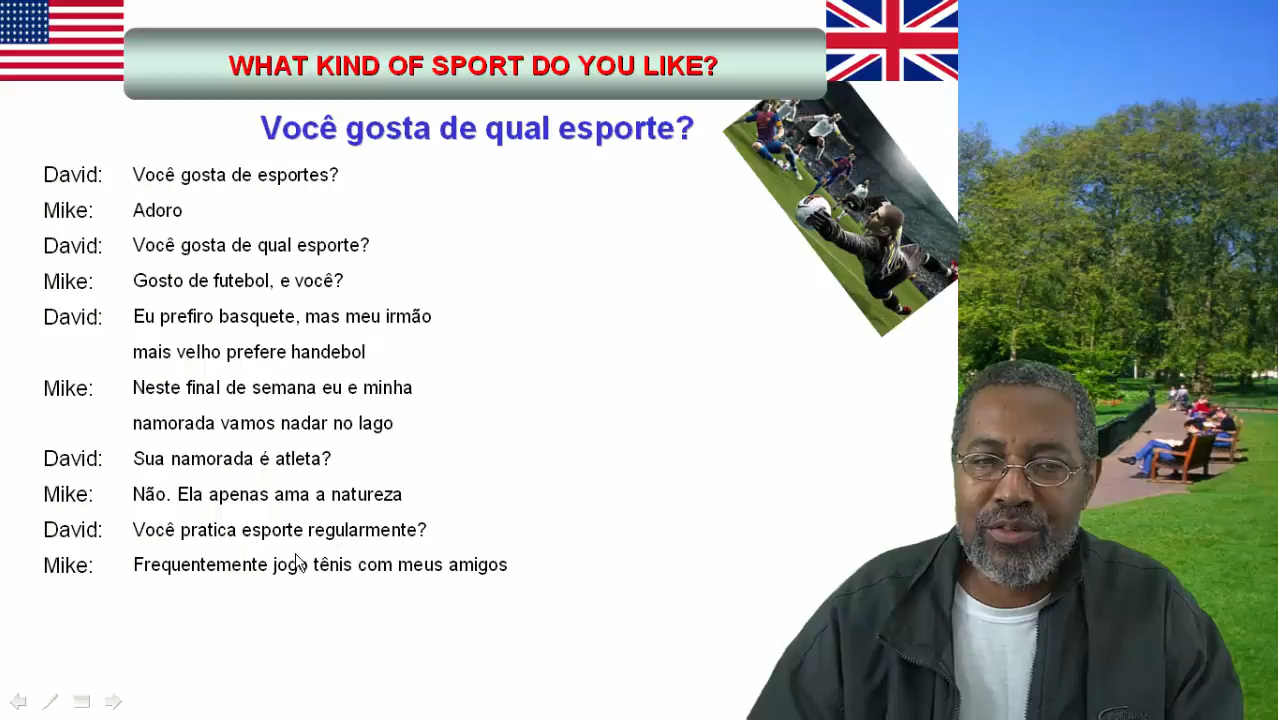 WHAT KIND OF SPORT DO YOU LIKE?
Você gosta de qual esporte?
David: Você gosta de esportes?
Mike: Adoro
David: Você gosta de qual esporte?
Mike: Gosto de futebol, e você?
David: Eu prefiro basquete, mas meu irmão
mais velho prefere handebol
Mike: Neste final de semana eu e minha
namorada vamos nadar no lago
David: Sua namorada é atleta?
Mike: Não. Ela apenas ama a natureza
David: Você pratica esporte regularmente?
Mike: Frequentemente jogo tênis com meus amigos